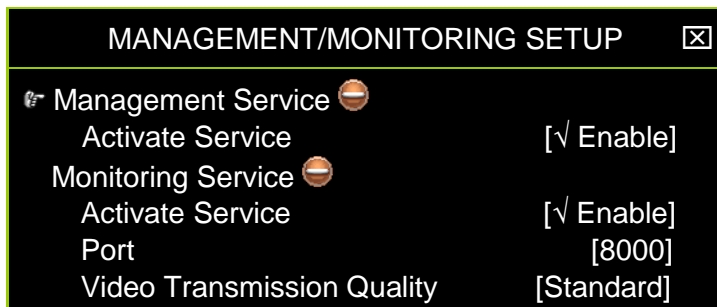 MANAGEMENT/MONITORING SETUP
Management Service
Activate Service [√ Enable]
Monitoring Service
Activate Service [√ Enable]
Port [8000]
Video Transmission Quality [Standard]